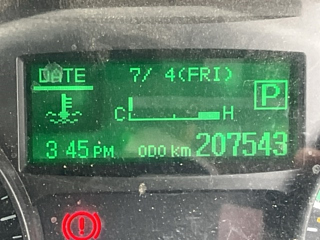 DATE 7/ 4(FRI)
P
C H
3 45 PM ODO km 207543